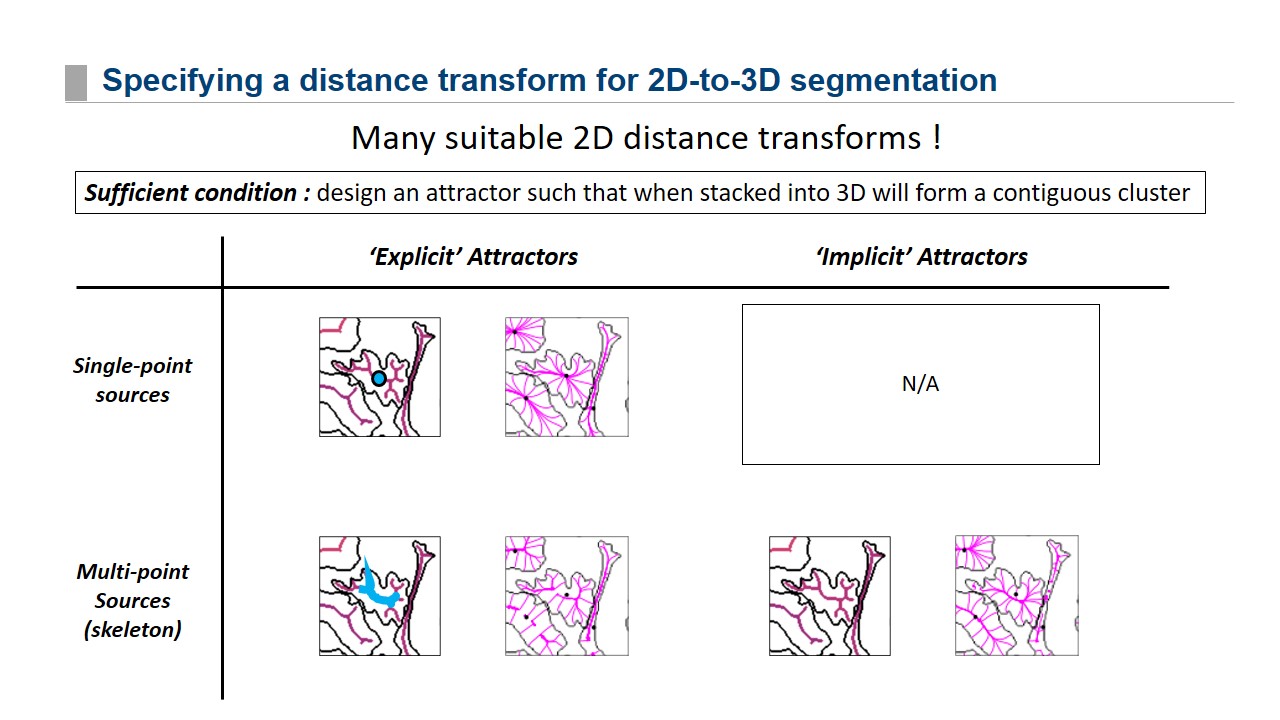 Specifying a distance transform for 2D-to-3D segmentation
Many suitable 2D distance transforms !
Sufficient condition : design an attractor such that when stacked into 3D will form a contiguous cluster
‘Explicit’ Attractors
‘Implicit’ Attractors
Single-point
sources
N/A
Multi-point
Sources
(skeleton)